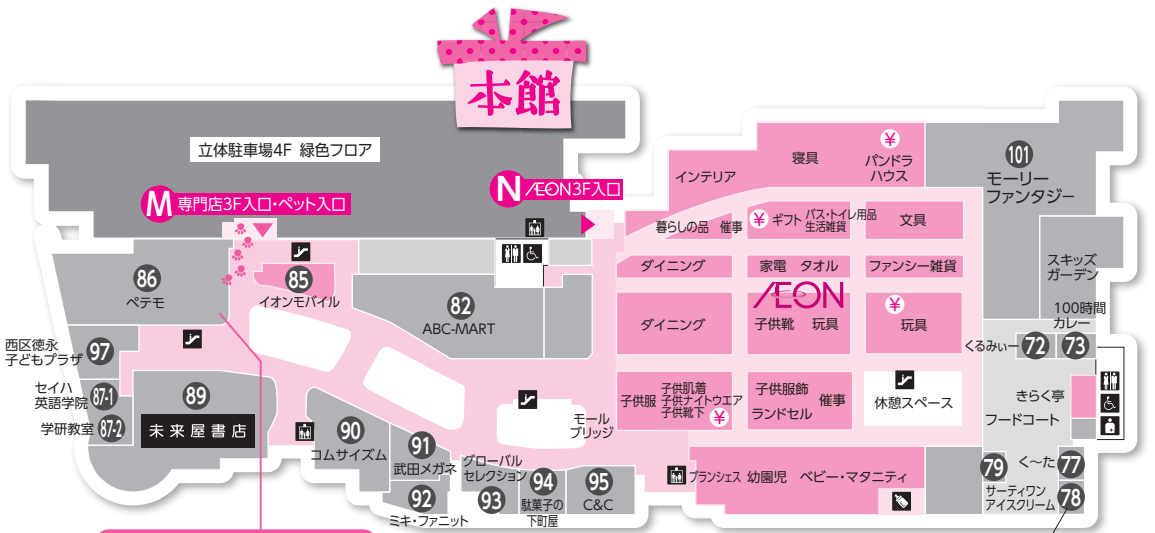 本館
立体駐車場4F 緑色フロア
M 専門店3F入口・ペット入口
N ÆON3F入口
インテリア
寝具
¥
パンドラ
ハウス
101
モーリー
ファンタジー
暮らしの品 催事
¥ ギフト バス・トイレ用品
生活雑貨
文具
86
ペテモ
85
イオンモバイル
82
ABC-MART
ダイニング
家電 タオル
ファンシー雑貨
スキッズ
ガーデン
ÆON
ダイニング
子供靴 玩具
¥
玩具
100時間
カレー
くるみぃー 72
73
西区徳永
子どもプラザ 97
セイハ
英語学院 87-1
学研教室 87-2
89
未来屋書店
90
コムサイズム
91
武田メガネ
92
ミキ・ファニット
グローバル
セレクション
93
94
駄菓子の
下町屋
95
C&C
モール
ブリッジ
子供服
子供肌着
子供ナイトウエア
子供靴下 ¥
子供服飾
ランドセル
催事
休憩スペース
きらく亭
フードコート
ブランシェス 幼園児 ベビー・マタニティ
79
サーティワン
アイスクリーム
く〜た 77
78